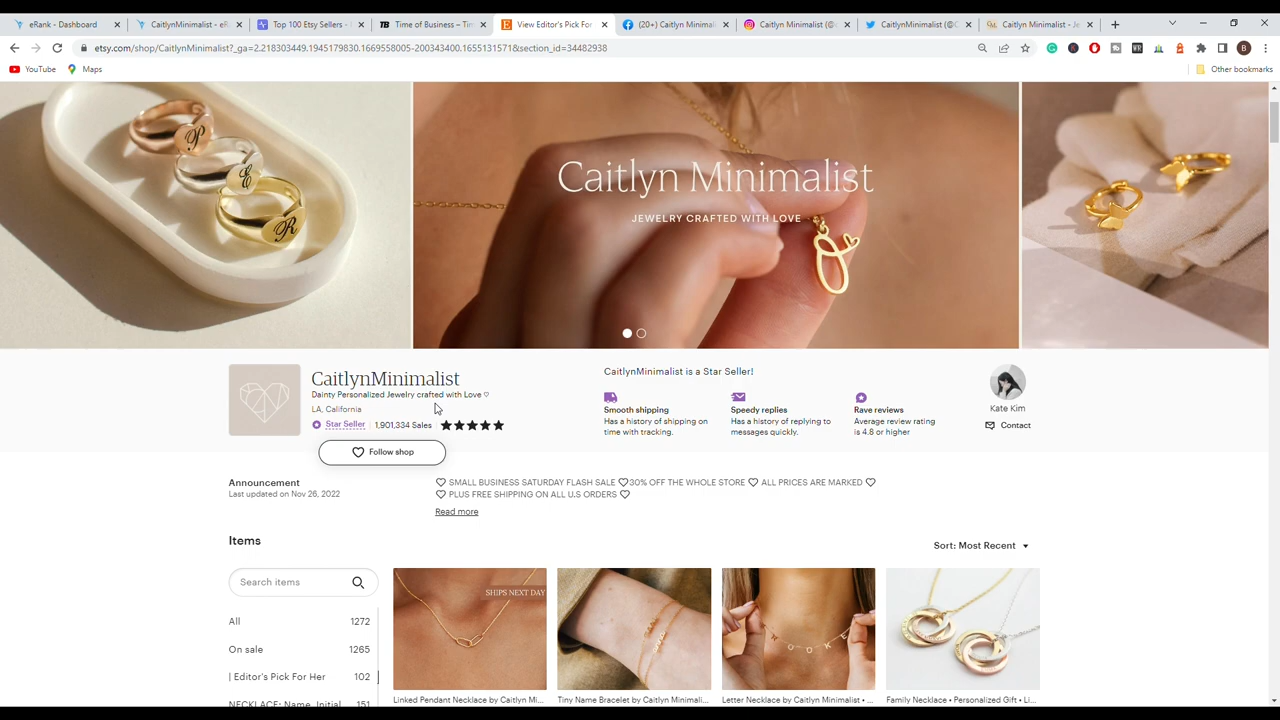 eRank - Dashboard
CaitlynMinimalist - eR
Top 100 Etsy Sellers -
Time of Business – Tim
View Editor's Pick For
(20+) Caitlyn Minimal
Caitlyn Minimalist (@
CaitlynMinimalist (@C
Caitlyn Minimalist - Je
etsy.com/shop/CaitlynMinimalist?_ga=2.218303449.1945179830.1669558005-200343400.1655131571&section_id=34482938
YouTube
Maps
Other bookmarks
P
E
R
Caitlyn Minimalist
JEWELRY CRAFTED WITH LOVE
CaitlynMinimalist
Dainty Personalized Jewelry crafted with Love ♡
LA, California
Star Seller | 1,901,334 Sales
Follow shop
CaitlynMinimalist is a Star Seller!
Smooth shipping
Has a history of shipping on
time with tracking.
Speedy replies
Has a history of replying to
messages quickly.
Rave reviews
Average review rating
is 4.8 or higher
Kate Kim
Contact
Announcement
Last updated on Nov 26, 2022
♡ SMALL BUSINESS SATURDAY FLASH SALE ♡30% OFF THE WHOLE STORE ♡ ALL PRICES ARE MARKED ♡
♡ PLUS FREE SHIPPING ON ALL U.S ORDERS ♡
Read more
Items
Sort: Most Recent
Search items
All 1272
On sale 1265
| Editor's Pick For Her 102
NECKLACE: Name, Initial 151
SHIPS NEXT DAY
Linked Pendant Necklace by Caitlyn Mi...
Tiny Name Bracelet by Caitlyn Minimali...
Letter Necklace by Caitlyn Minimalist • ...
Family Necklace • Personalized Gift • Li...